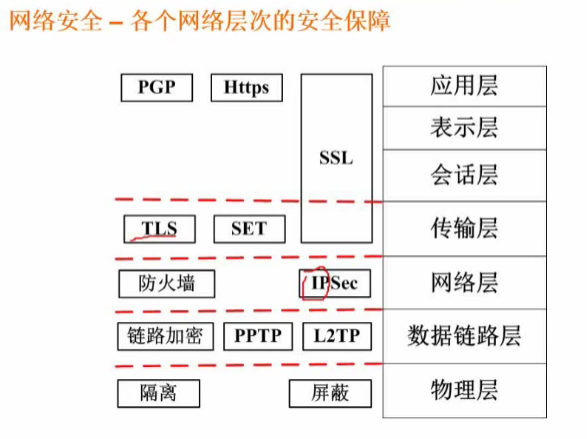 网络安全 – 各个网络层次的安全保障
PGP Https 应用层
表示层
SSL
会话层
TLS SET 传输层
防火墙 IPSec 网络层
链路加密 PPTP L2TP 数据链路层
隔离 屏蔽 物理层